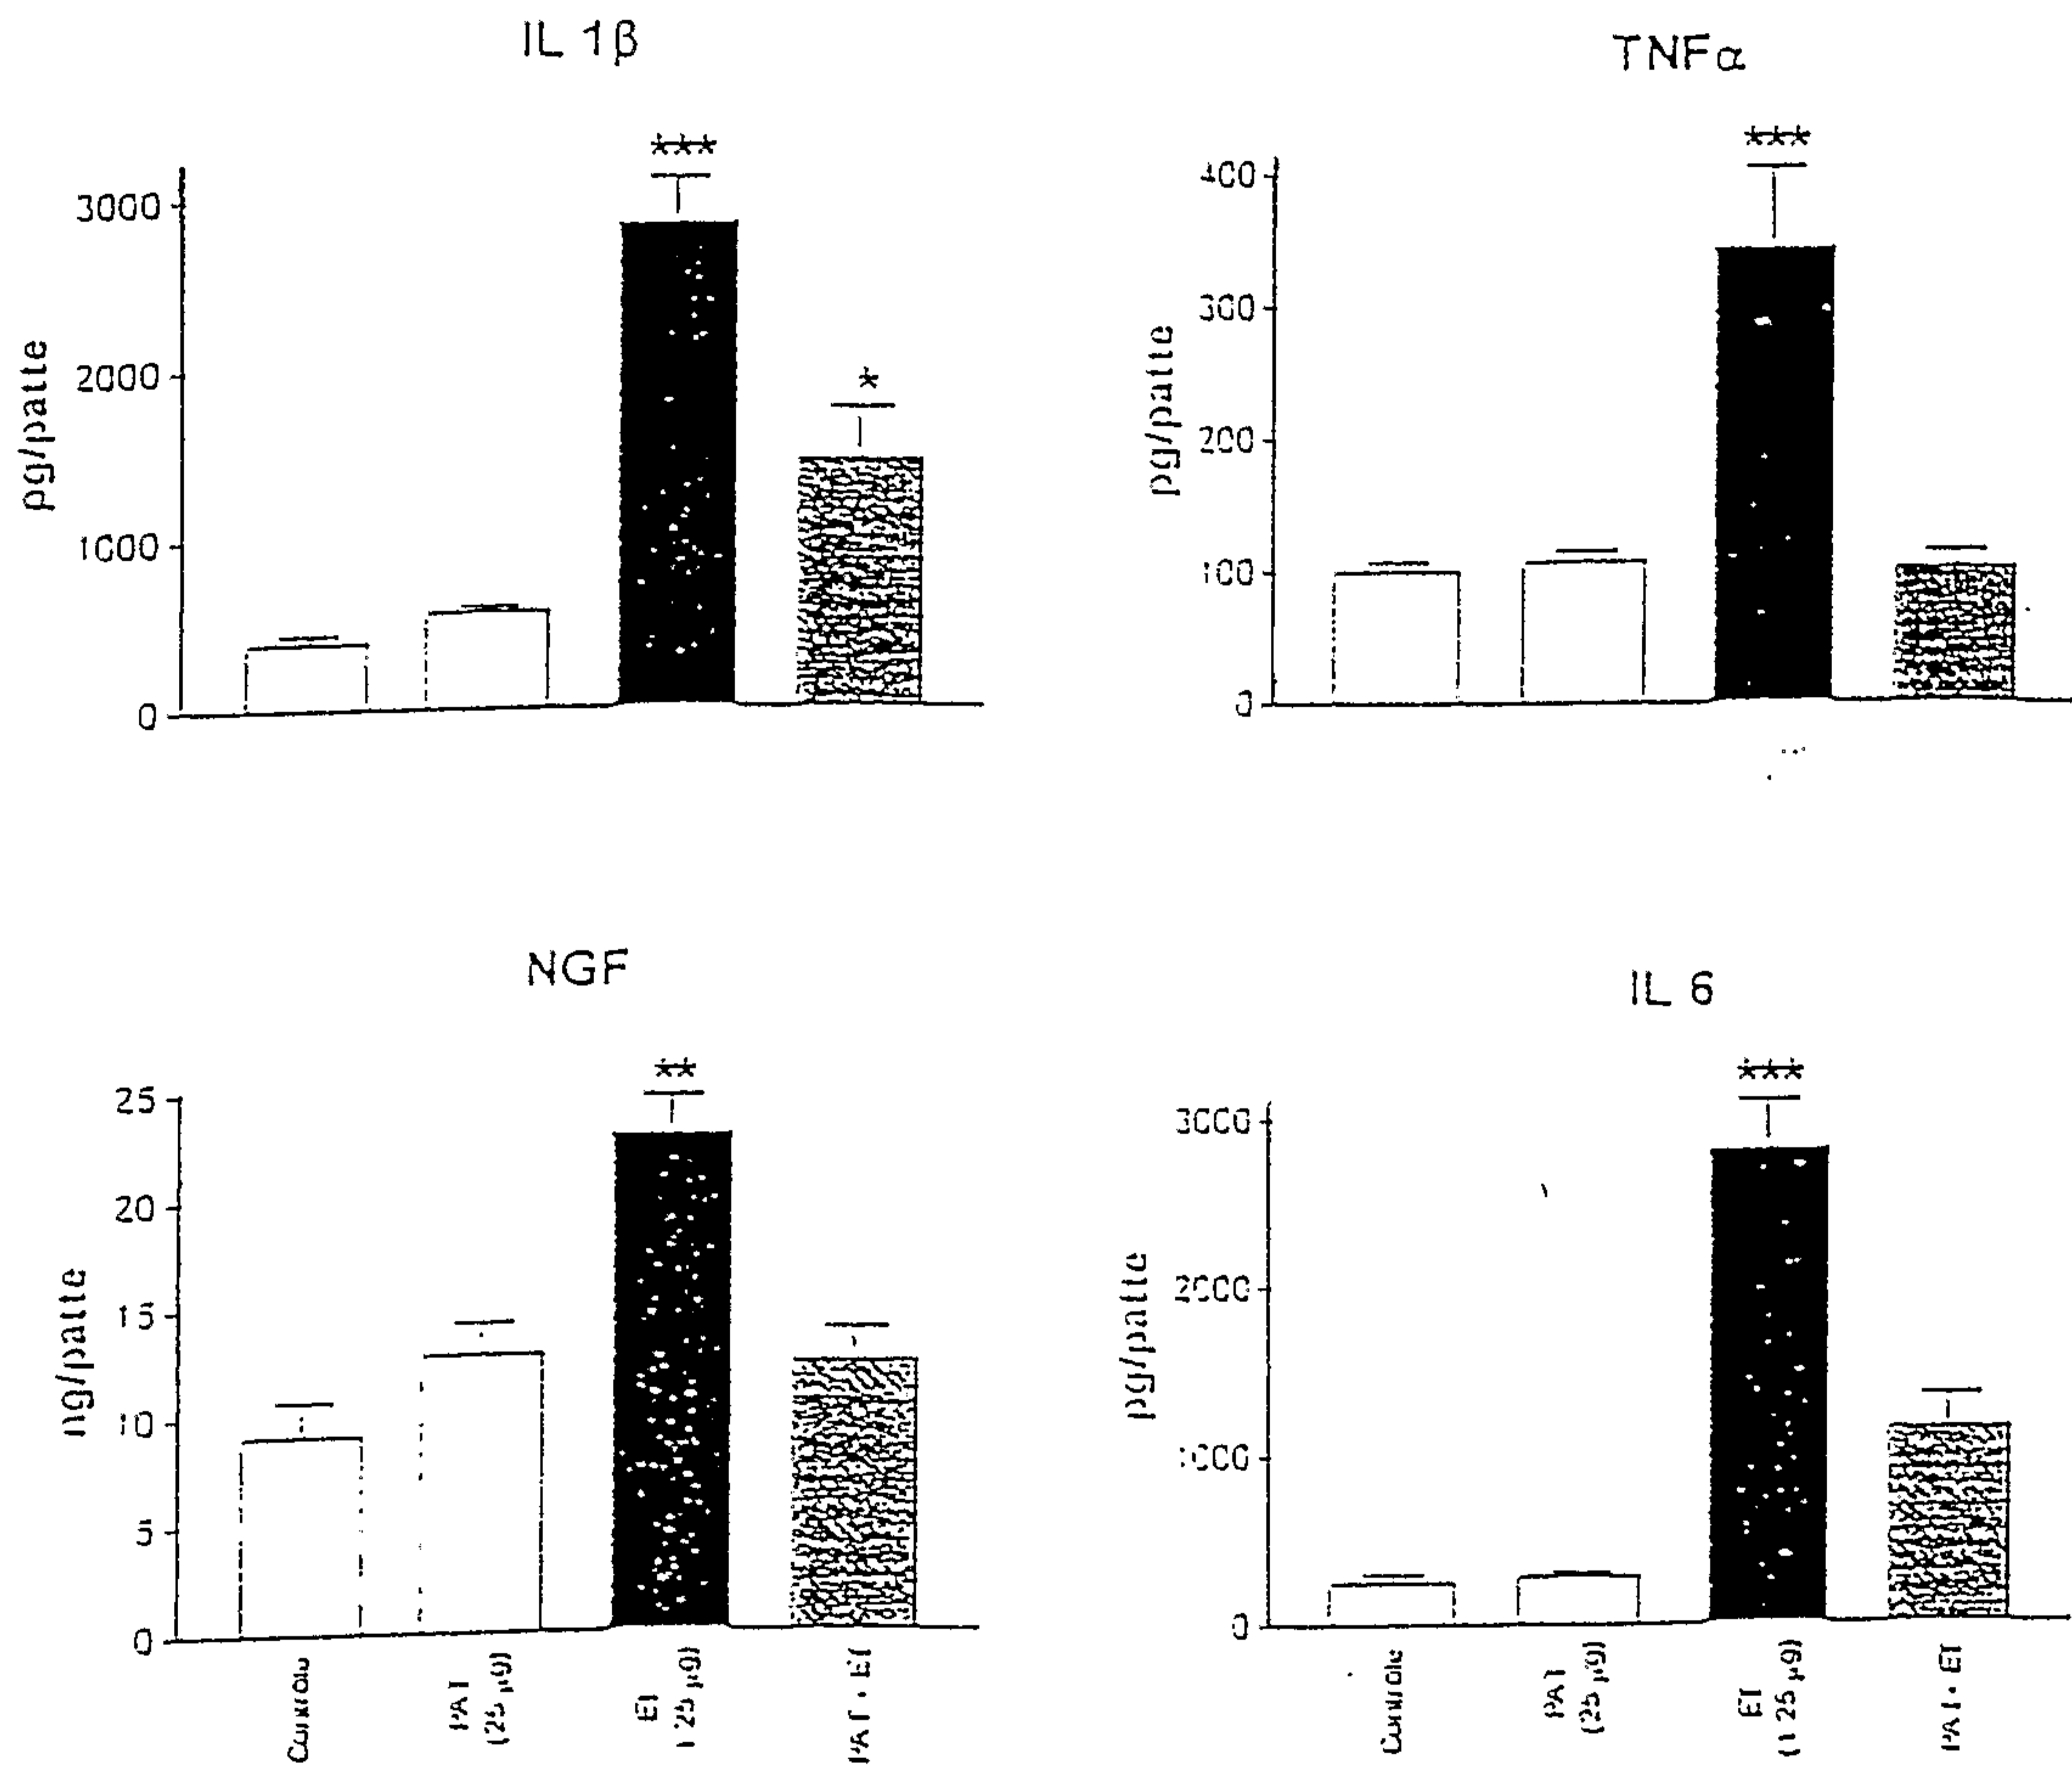 IL 1β
***
3000
2000
1000
0
pg/patte
*
TNFα
***
400
300
200
100
0
pg/patte
NGF
**
25
20
15
10
5
0
ng/patte
Contrôle
PAT
(25 µg)
ET
1.25 µg)
PAT + ET
IL 6
***
3000
2000
1000
0
pg/patte
Contrôle
PAT
(25 µg)
ET
(1.25 µg)
PAT + ET